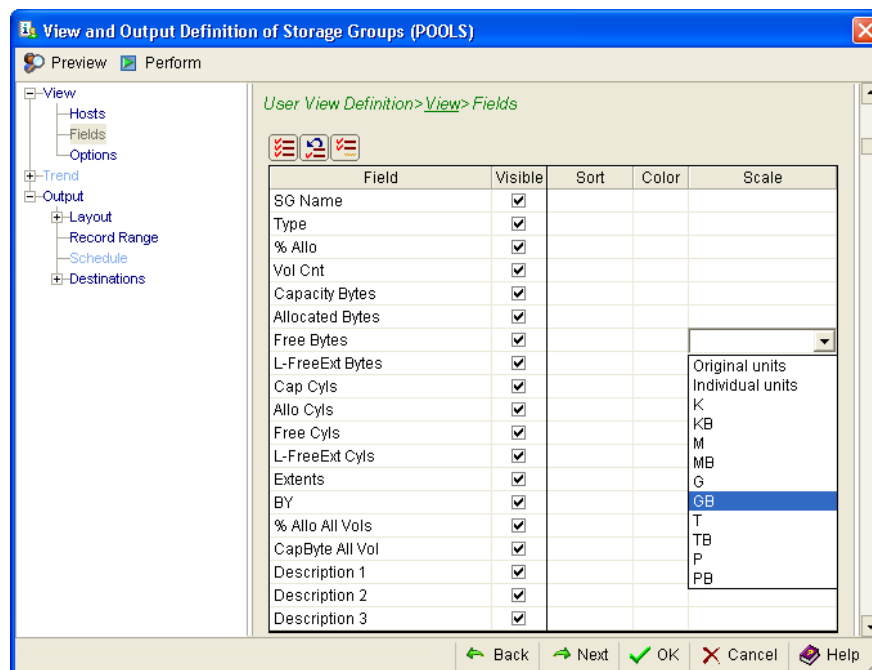 View and Output Definition of Storage Groups (POOLS)
Preview Perform
View
Hosts
Fields
Options
Trend
Output
Layout
Record Range
Schedule
Destinations
User View Definition>View>Fields
Field Visible Sort Color Scale
SG Name
Type
% Allo
Vol Cnt
Capacity Bytes
Allocated Bytes
Free Bytes
L-FreeExt Bytes
Cap Cyls
Allo Cyls
Free Cyls
L-FreeExt Cyls
Extents
BY
% Allo All Vols
CapByte All Vol
Description 1
Description 2
Description 3
Original units
Individual units
K
KB
M
MB
G
GB
T
TB
P
PB
Back Next OK Cancel Help